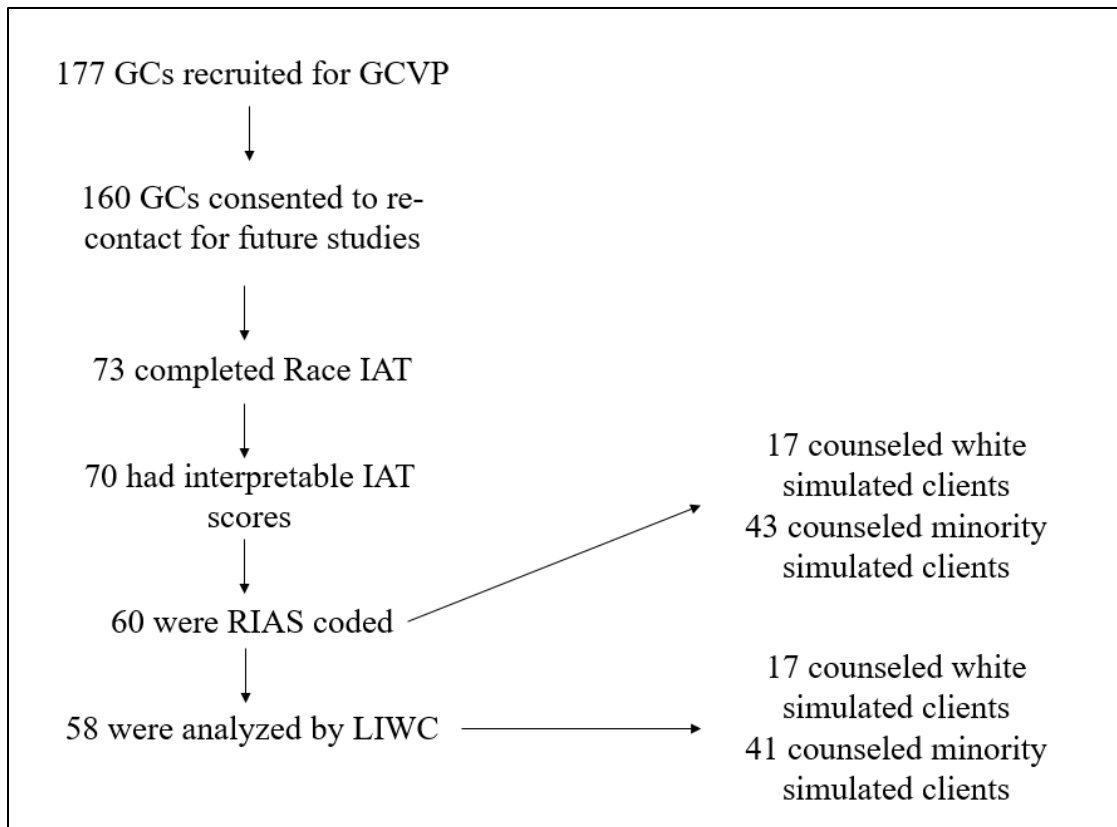 177 GCs recruited for GCVP
160 GCs consented to re-
contact for future studies
73 completed Race IAT
70 had interpretable IAT
scores
60 were RIAS coded
17 counseled white
simulated clients
43 counseled minority
simulated clients
58 were analyzed by LIWC
17 counseled white
simulated clients
41 counseled minority
simulated clients